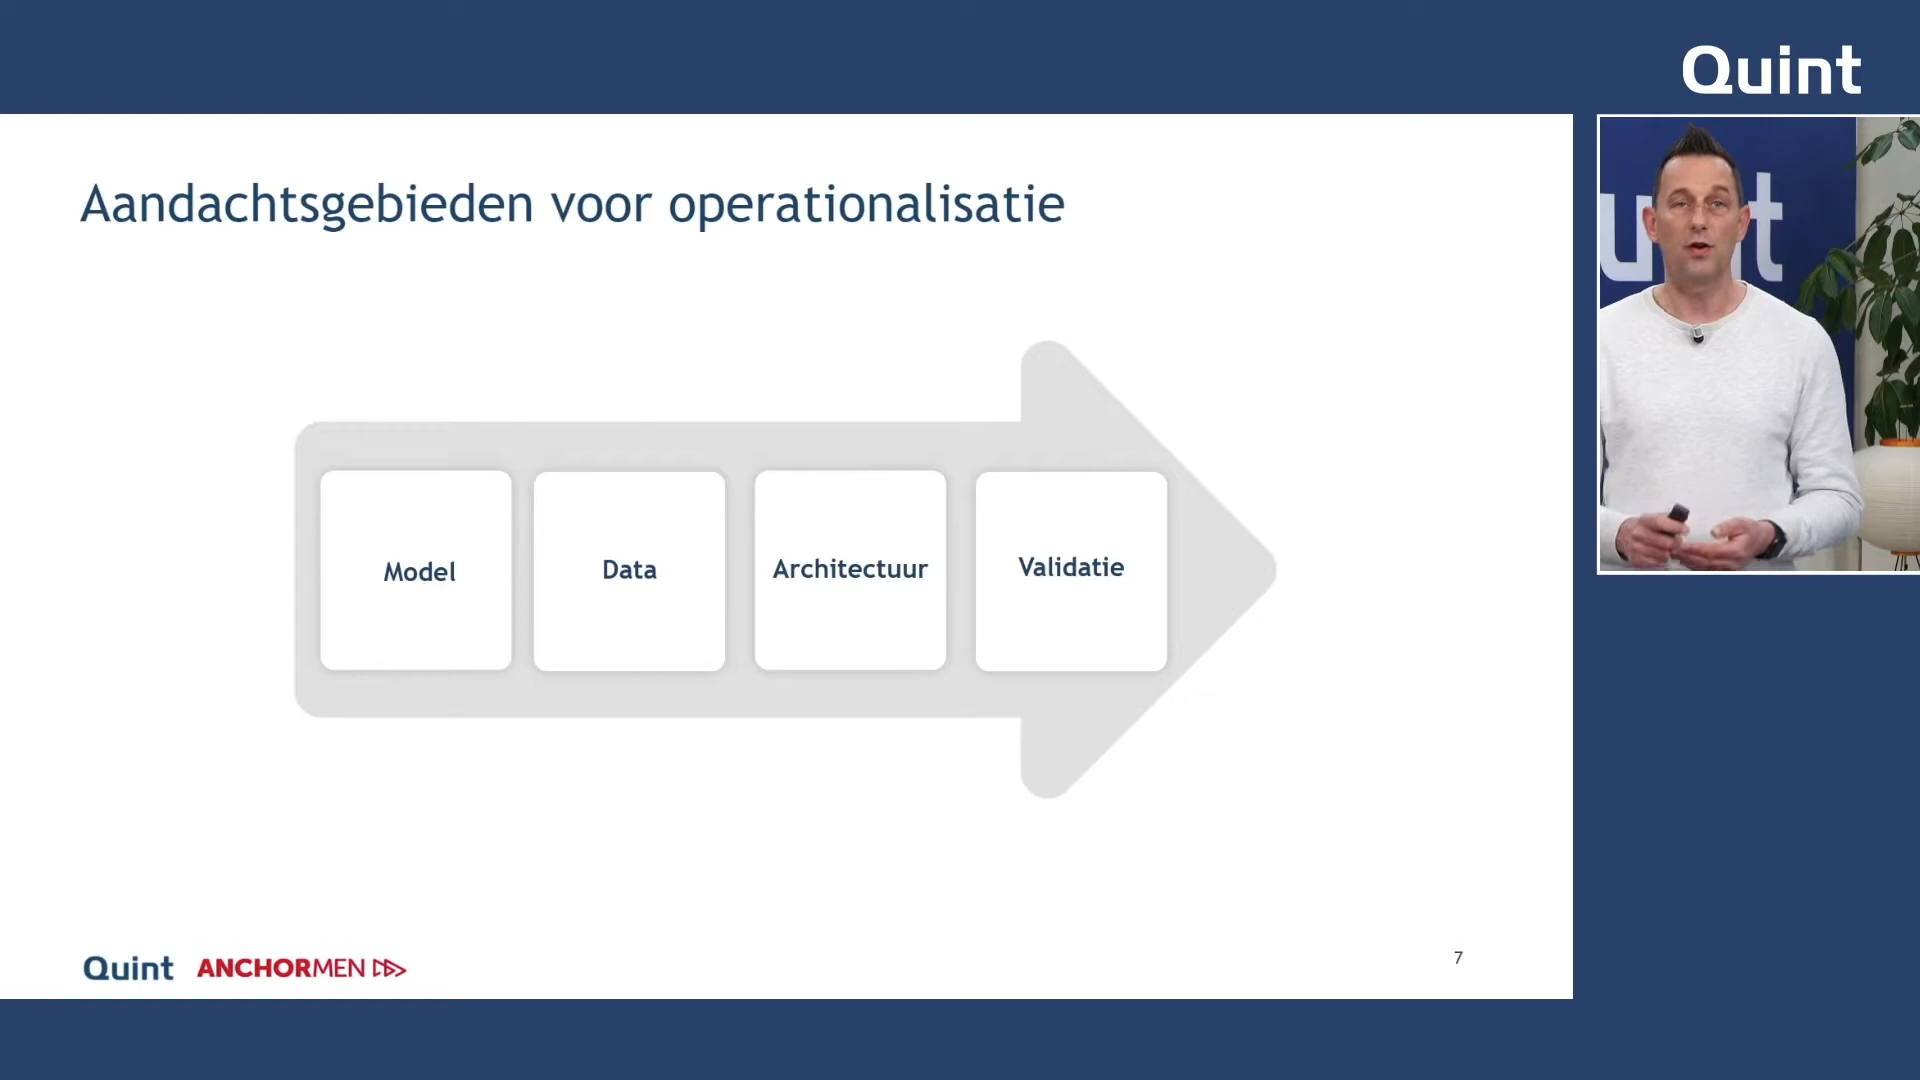 Quint
Aandachtsgebieden voor operationalisatie
Model
Data
Architectuur
Validatie
Quint ANCHORMEN
7